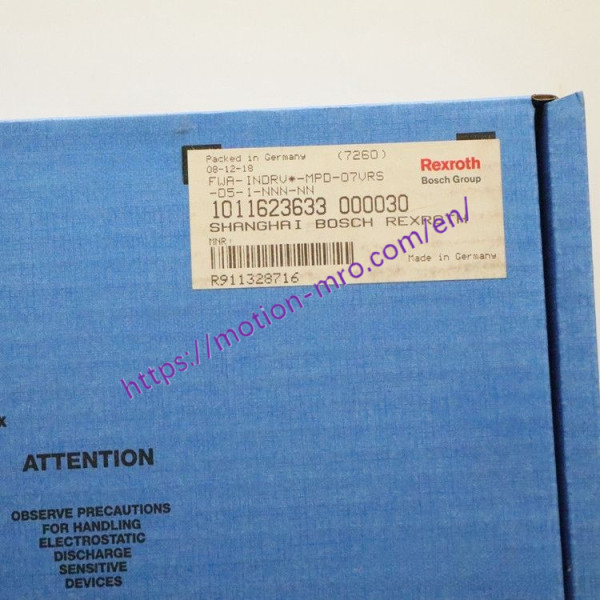 Packed in Germany (7260)
08-12-18
FWA-INDRV*-MPD-07VRS
-D5-1-NNN-NN
1011623633 000030
SHANGHAI BOSCH REXROTH
MNR:
R911328716
Rexroth
Bosch Group
Made in Germany
https://motion-mro.com/en/
x
ATTENTION
OBSERVE PRECAUTIONS
FOR HANDLING
ELECTROSTATIC
DISCHARGE
SENSITIVE
DEVICES